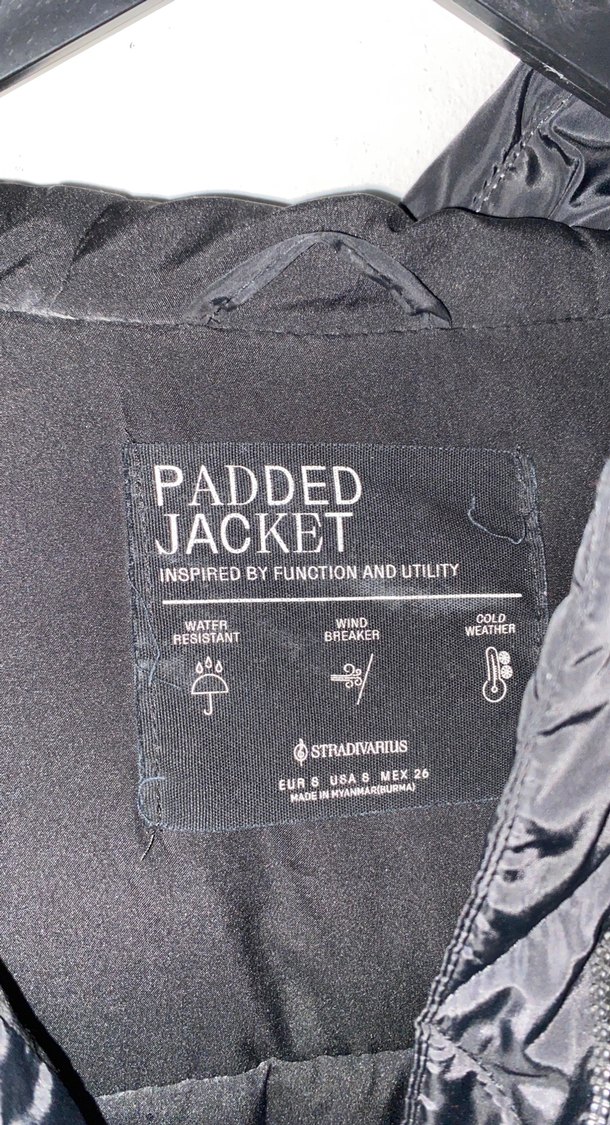 PADDED
JACKET
INSPIRED BY FUNCTION AND UTILITY
WATER
RESISTANT
WIND
BREAKER
COLD
WEATHER
STRADIVARIUS
EUR S USA S MEX 26
MADE IN MYANMAR(BURMA)